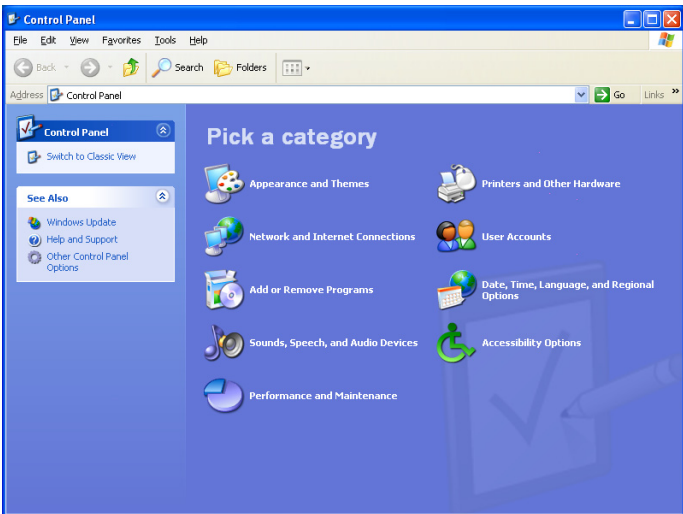 Control Panel
File Edit View Favorites Tools Help
Back Search Folders
Address Control Panel Go Links »
Control Panel
Switch to Classic View
See Also
Windows Update
Help and Support
Other Control Panel
Options
Pick a category
Appearance and Themes
Printers and Other Hardware
Network and Internet Connections
User Accounts
Add or Remove Programs
Date, Time, Language, and Regional
Options
Sounds, Speech, and Audio Devices
Accessibility Options
Performance and Maintenance